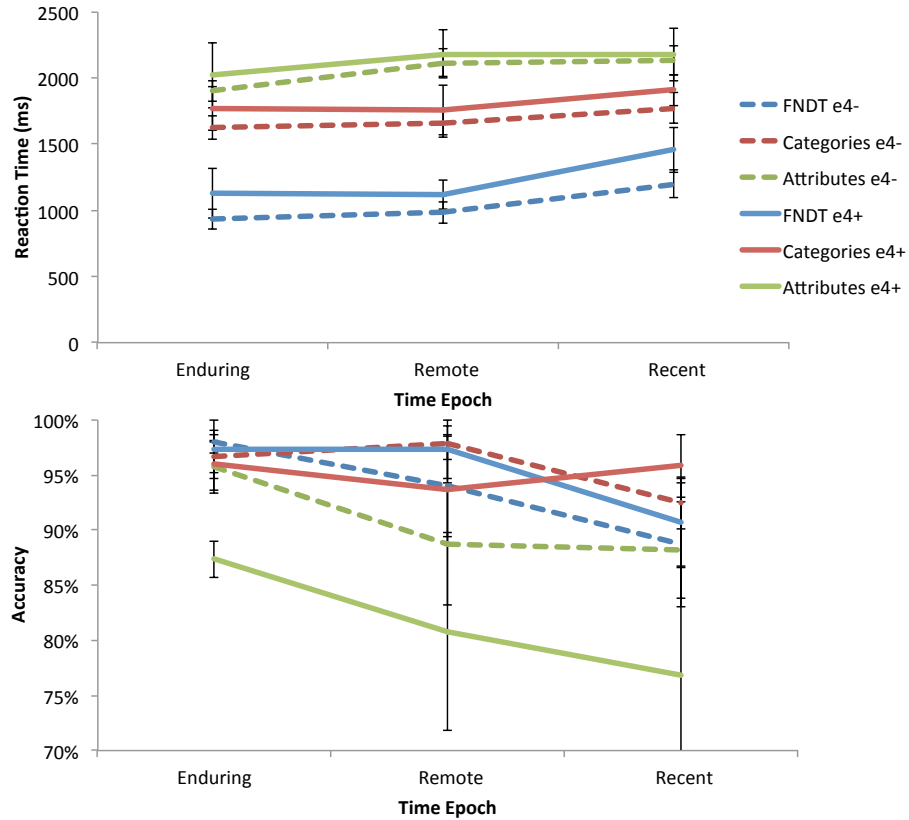 2500
2000
1500
1000
500
0
Reaction Time (ms)
Enduring
Remote
Recent
Time Epoch
FNDT e4-
Categories e4-
Attributes e4-
FNDT e4+
Categories e4+
Attributes e4+
100%
95%
90%
85%
80%
75%
70%
Accuracy
Enduring
Remote
Recent
Time Epoch